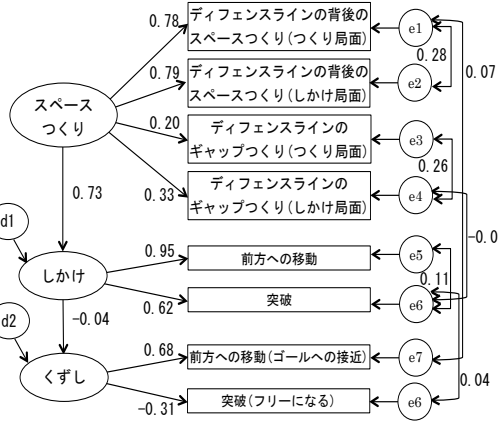 0.78
ディフェンスラインの背後の
スペースつくり(つくり局面)
e1
0.28
0.07
0.79
ディフェンスラインの背後の
スペースつくり(しかけ局面)
e2
スペース
つくり
0.20
ディフェンスラインの
ギャップつくり(つくり局面)
e3
0.26
0.33
ディフェンスラインの
ギャップつくり(しかけ局面)
e4
0.73
d1
-0.0
しかけ
0.95
前方への移動
e5
0.11
0.62
突破
e6
d2
-0.04
くずし
0.68
前方への移動(ゴールへの接近)
e7
0.04
-0.31
突破(フリーになる)
e6